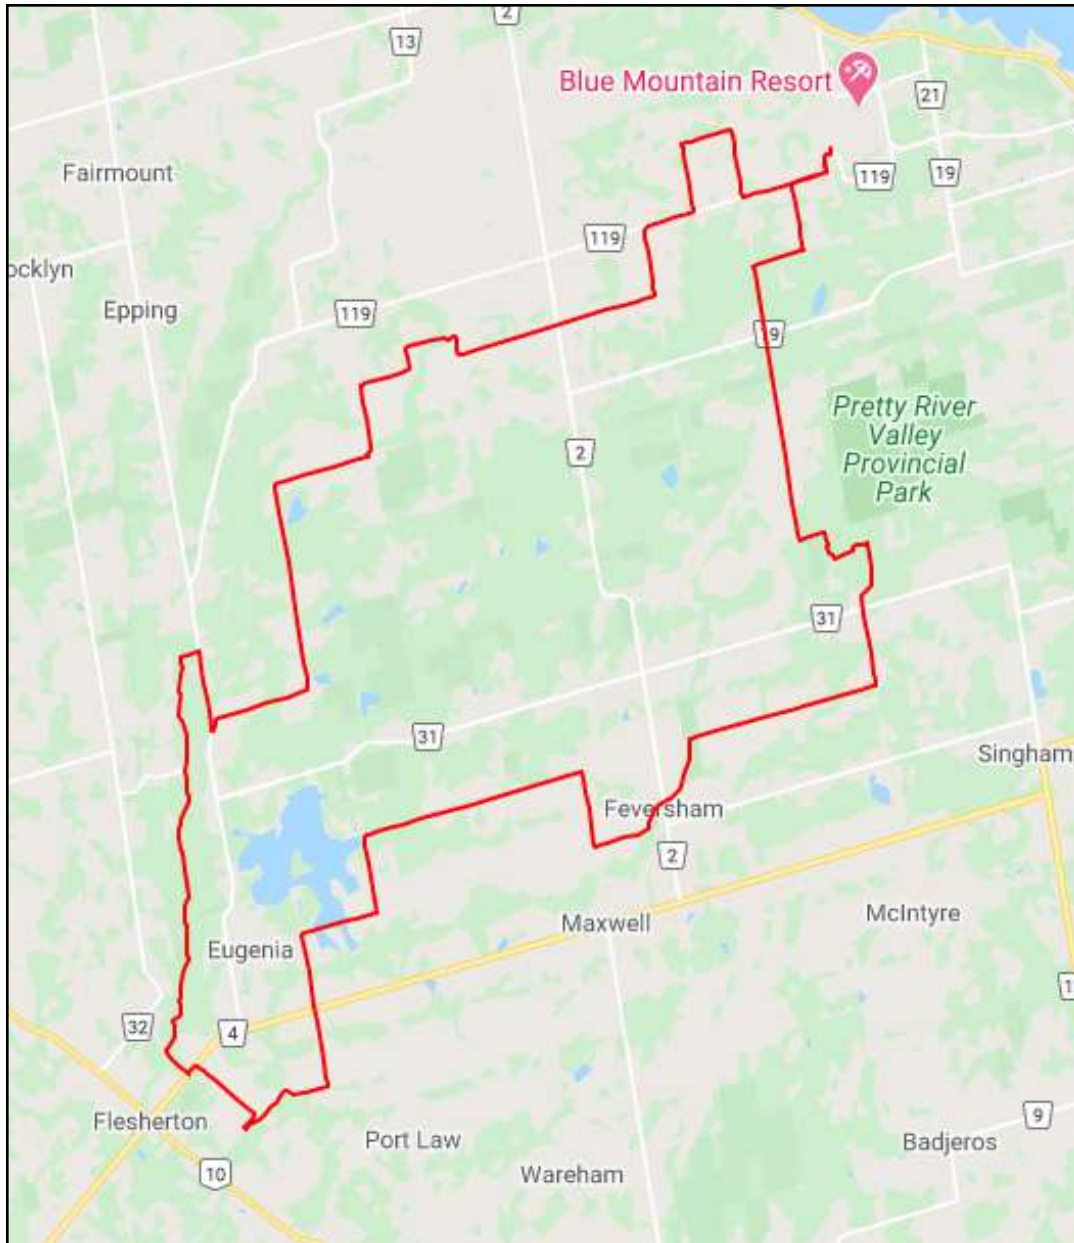 2
13
Blue Mountain Resort
21
Fairmount
119
19
119
ocklyn
Epping
119
19
Pretty River
Valley
Provincial
Park
2
31
31
Singham
Feversham
2
McIntyre
Maxwell
Eugenia
1
32
4
Flesherton
9
Port Law
Badjeros
10
Wareham